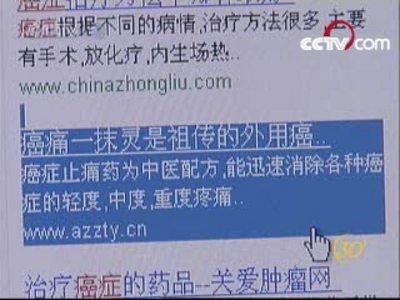 CCTV.com
癌症根据不同的病情,治疗方法很多,主要
有手术,放化疗,内生场热..
www.chinazhongliu.com
癌痛一抹灵是祖传的外用癌..
癌症止痛药为中医配方,能迅速消除各种癌
症的轻度,中度,重度疼痛..
www.azzty.cn
30'
治疗癌症的药品--关爱肿瘤网